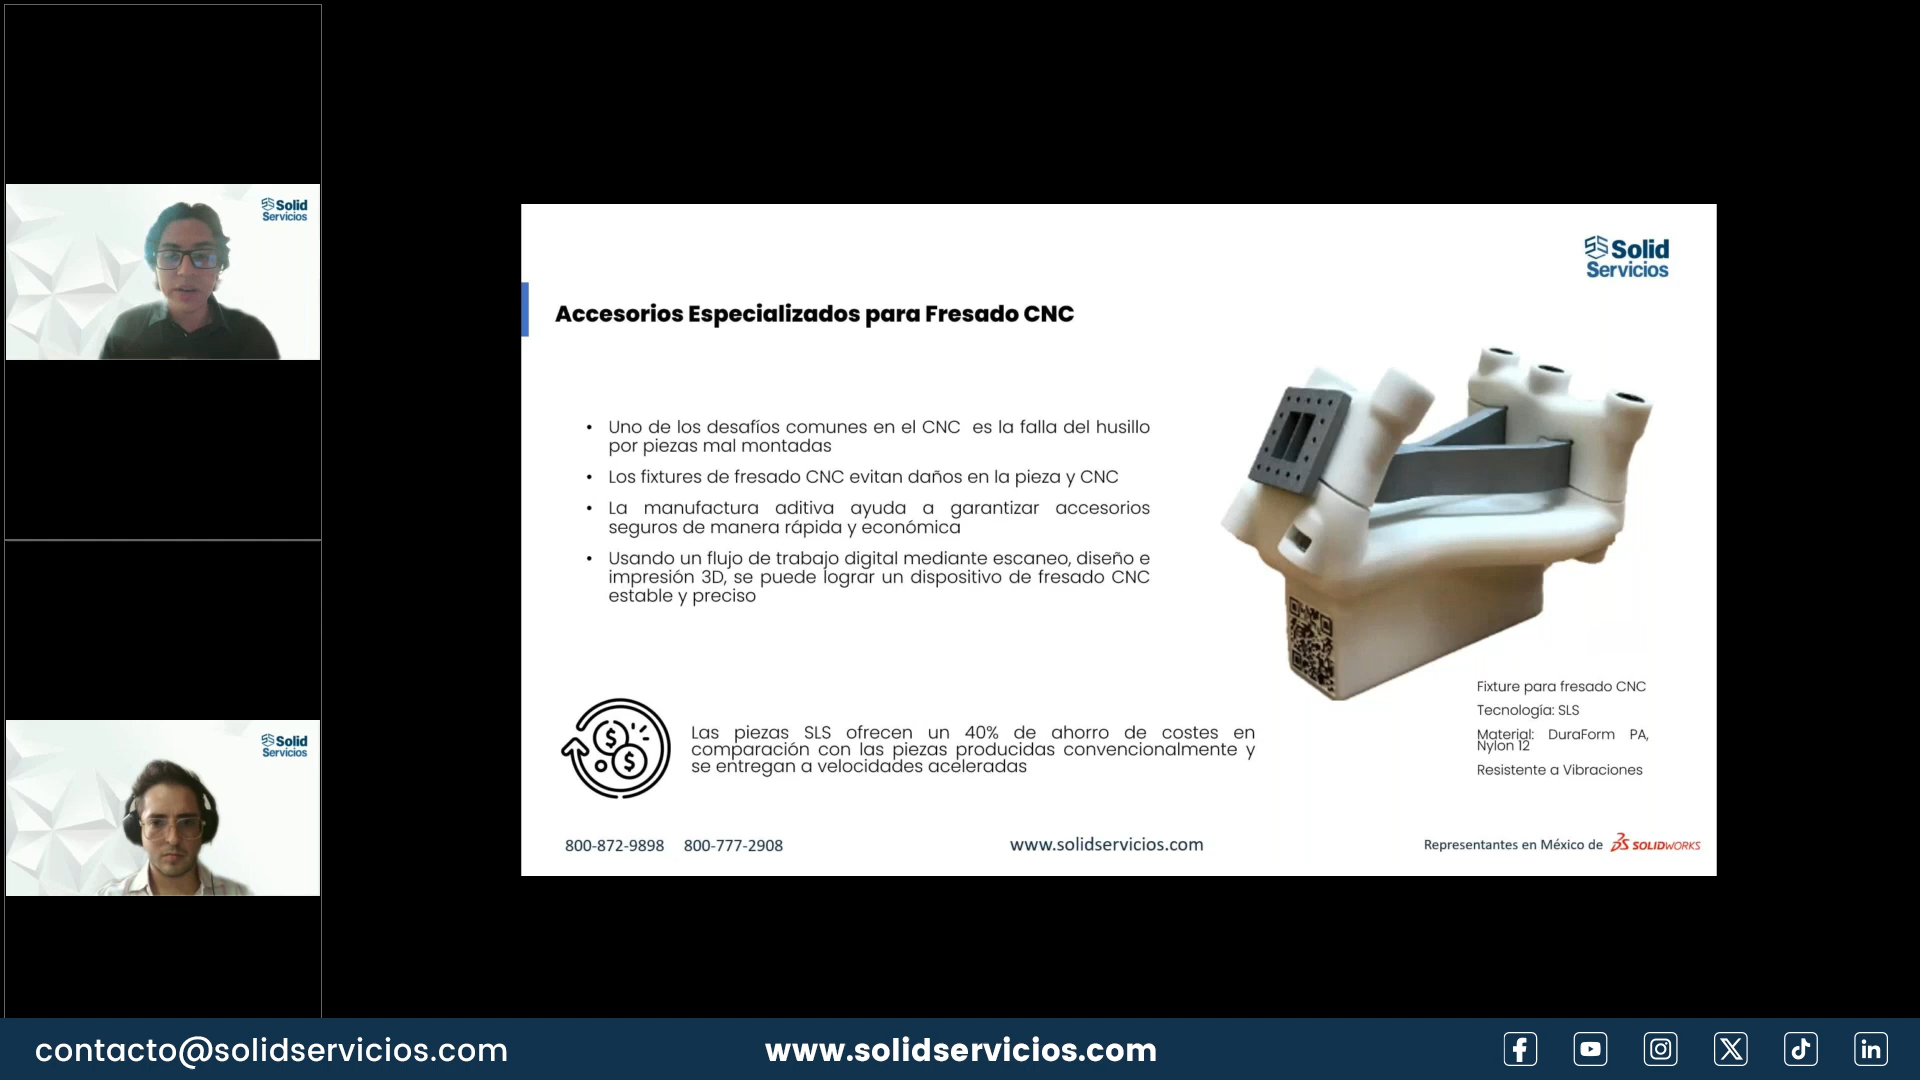 Solid
Servicios
Solid
Servicios
Solid
Servicios
Accesorios Especializados para Fresado CNC
• Uno de los desafíos comunes en el CNC es la falla del husillo
por piezas mal montadas
• Los fixtures de fresado CNC evitan daños en la pieza y CNC
• La manufactura aditiva ayuda a garantizar accesorios
seguros de manera rápida y económica
• Usando un flujo de trabajo digital mediante escaneo, diseño e
impresión 3D, se puede lograr un dispositivo de fresado CNC
estable y preciso
Las piezas SLS ofrecen un 40% de ahorro de costes en
comparación con las piezas producidas convencionalmente y
se entregan a velocidades aceleradas
Fixture para fresado CNC
Tecnología: SLS
Material: DuraForm PA,
Nylon 12
Resistente a Vibraciones
800-872-9898 800-777-2908
www.solidservicios.com
Representantes en México de SOLIDWORKS
contacto@solidservicios.com
www.solidservicios.com